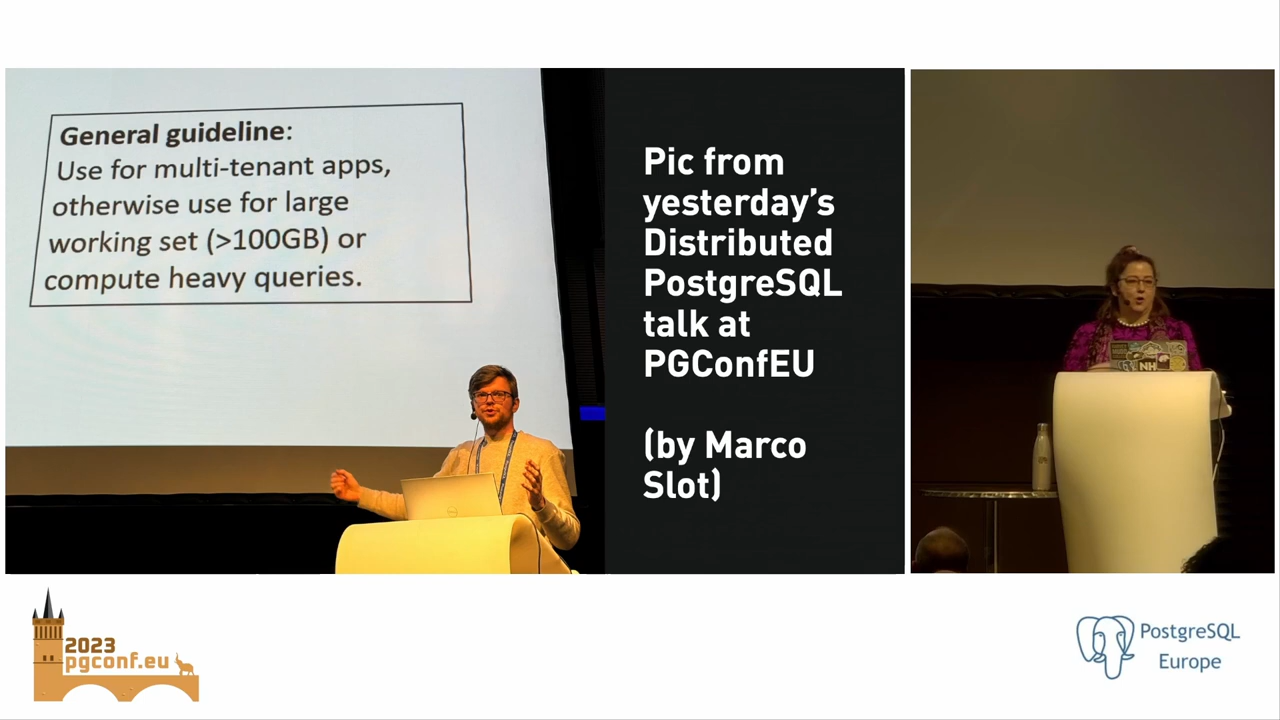 General guideline:
Use for multi-tenant apps,
otherwise use for large
working set (>100GB) or
compute heavy queries.
Pic from
yesterday’s
Distributed
PostgreSQL
talk at
PGConfEU
(by Marco
Slot)
NH
2023
pgconf.eu
PostgreSQL
Europe